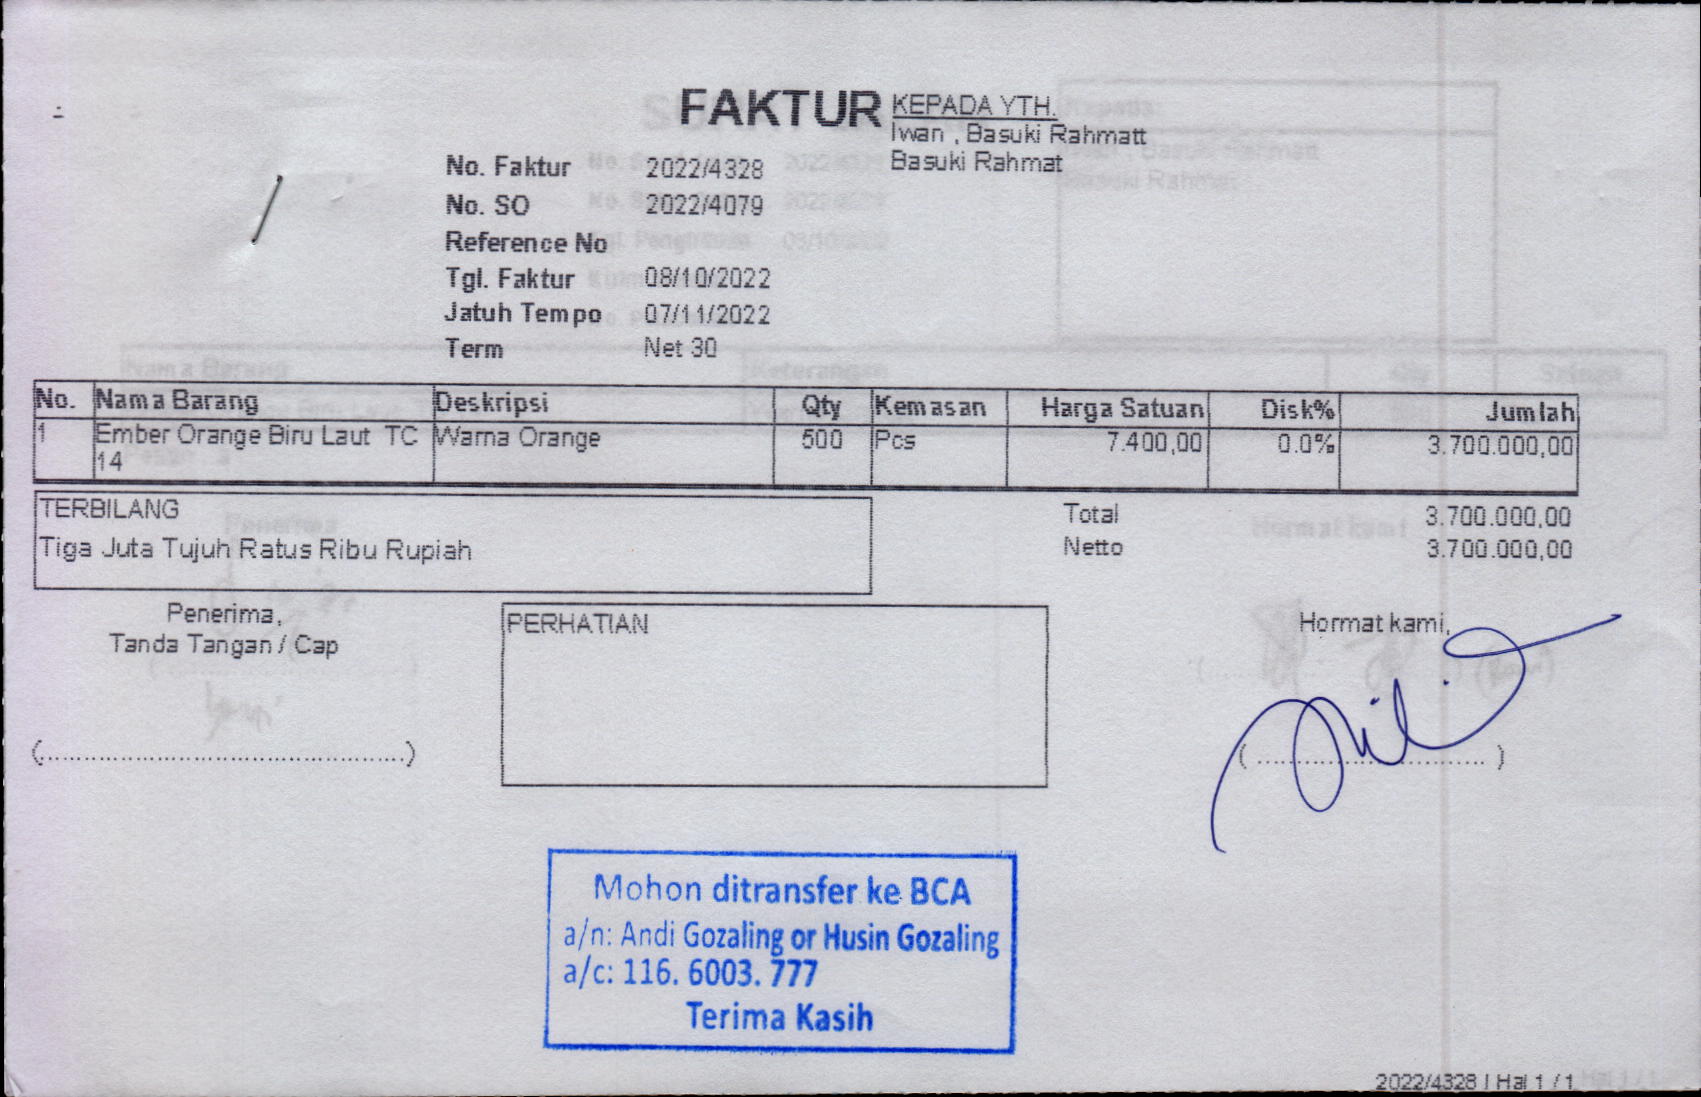 FAKTUR
KEPADA YTH.
Iwan , Basuki Rahmatt
Basuki Rahmat
No. Faktur 2022/4328
No. SO 2022/4079
Reference No
Tgl. Faktur 08/10/2022
Jatuh Tempo 07/11/2022
Term Net 30
No. Nama Barang Deskripsi Qty Kemasan Harga Satuan Disk% Jumlah
1 Ember Orange Biru Laut TC Warna Orange 500 Pcs 7.400,00 0.0% 3.700.000,00
14
TERBILANG
Tiga Juta Tujuh Ratus Ribu Rupiah
Total 3.700.000,00
Netto 3.700.000,00
Penerima,
Tanda Tangan / Cap
(...............................................)
PERHATIAN
Hormat kami,
(...............................)
Mohon ditransfer ke BCA
a/n: Andi Gozaling or Husin Gozaling
a/c: 116. 6003. 777
Terima Kasih
2022/4328 | Hal 1 / 1